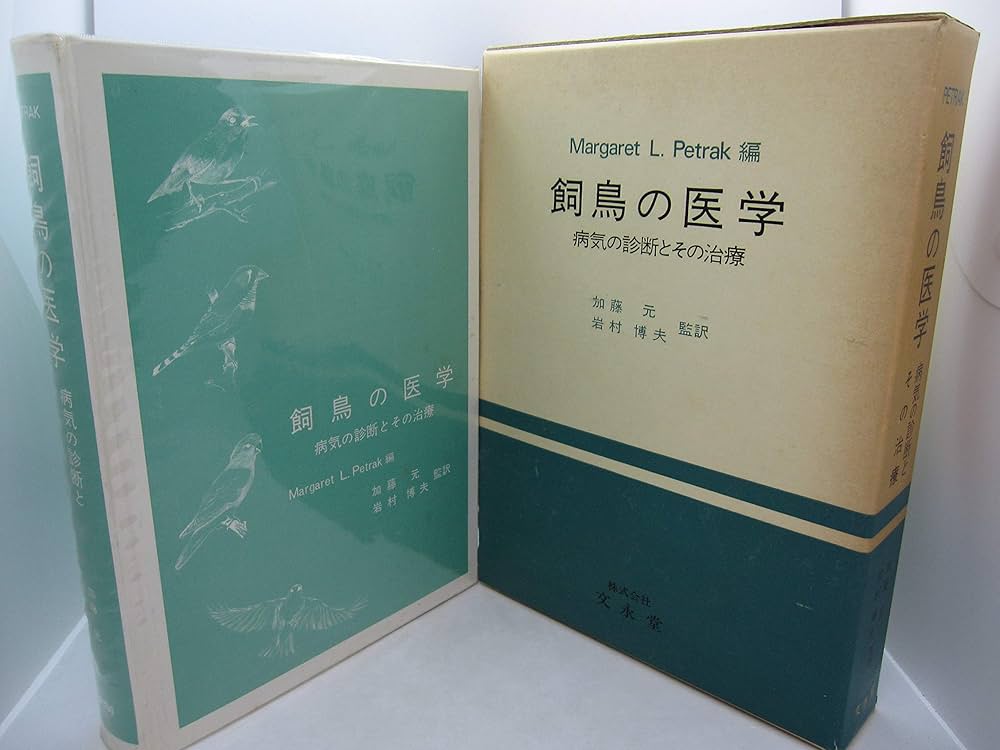 飼鳥の医学
病気の診断と
飼鳥の医学
病気の診断とその治療
Margaret L. Petrak 編
加藤 元
岩村 博夫 監訳
Margaret L. Petrak 編
飼鳥の医学
病気の診断とその治療
加藤 元
岩村 博夫 監訳
株式会社
文永堂
PETRAK
飼鳥の医学
病気の診断と
その治療